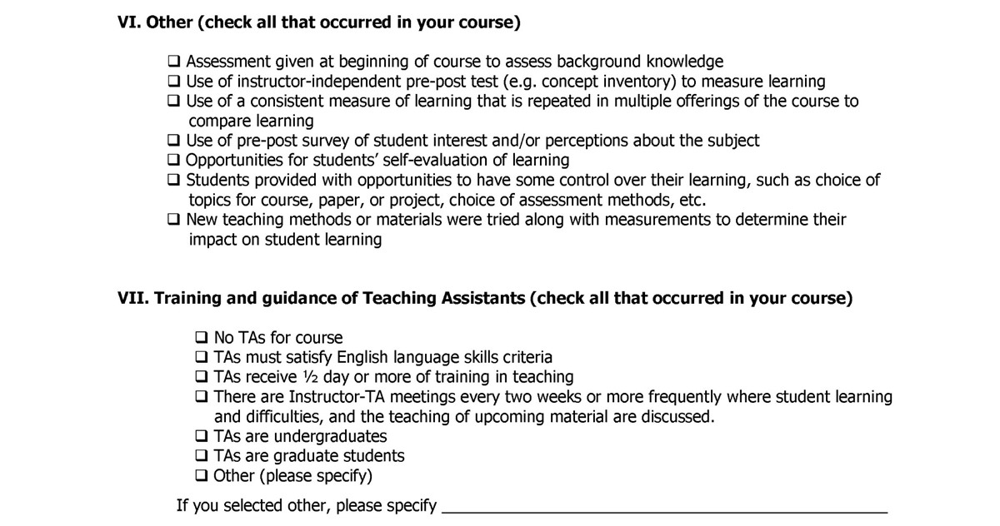 VI. Other (check all that occurred in your course)
❑ Assessment given at beginning of course to assess background knowledge
❑ Use of instructor-independent pre-post test (e.g. concept inventory) to measure learning
❑ Use of a consistent measure of learning that is repeated in multiple offerings of the course to
compare learning
❑ Use of pre-post survey of student interest and/or perceptions about the subject
❑ Opportunities for students’ self-evaluation of learning
❑ Students provided with opportunities to have some control over their learning, such as choice of
topics for course, paper, or project, choice of assessment methods, etc.
❑ New teaching methods or materials were tried along with measurements to determine their
impact on student learning
VII. Training and guidance of Teaching Assistants (check all that occurred in your course)
❑ No TAs for course
❑ TAs must satisfy English language skills criteria
❑ TAs receive ½ day or more of training in teaching
❑ There are Instructor-TA meetings every two weeks or more frequently where student learning
and difficulties, and the teaching of upcoming material are discussed.
❑ TAs are undergraduates
❑ TAs are graduate students
❑ Other (please specify)
If you selected other, please specify